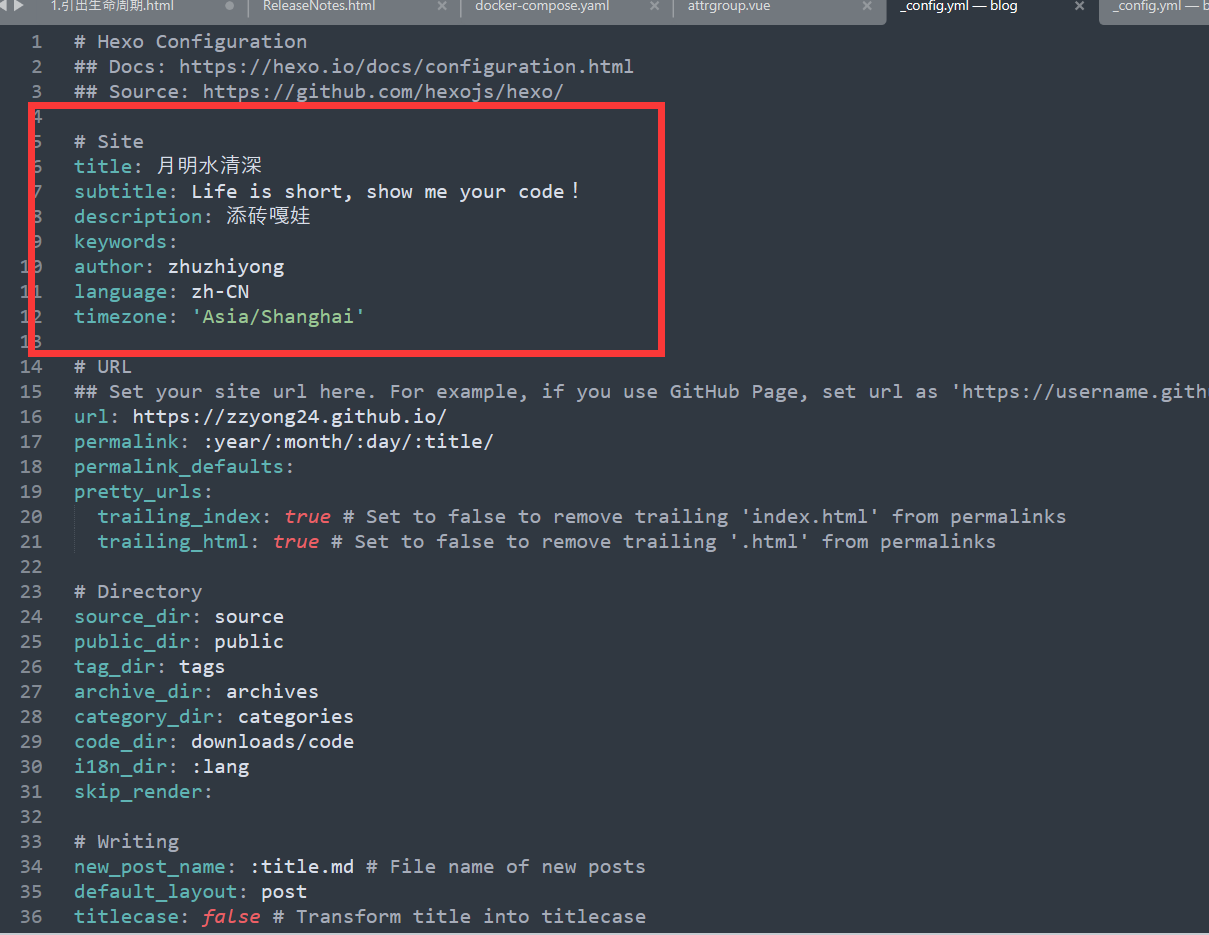 1.引出生命周期.html ReleaseNotes.html docker-compose.yaml attrgroup.vue _config.yml — blog _config.yml — b
1 # Hexo Configuration
2 ## Docs: https://hexo.io/docs/configuration.html
3 ## Source: https://github.com/hexojs/hexo/
4
5 # Site
6 title: 月明水清深
7 subtitle: Life is short, show me your code！
8 description: 添砖嘎娃
9 keywords:
10 author: zhuzhiyong
11 language: zh-CN
12 timezone: 'Asia/Shanghai'
13
14 # URL
15 ## Set your site url here. For example, if you use GitHub Page, set url as 'https://username.gith
16 url: https://zzyong24.github.io/
17 permalink: :year/:month/:day/:title/
18 permalink_defaults:
19 pretty_urls:
20 trailing_index: true # Set to false to remove trailing 'index.html' from permalinks
21 trailing_html: true # Set to false to remove trailing '.html' from permalinks
22
23 # Directory
24 source_dir: source
25 public_dir: public
26 tag_dir: tags
27 archive_dir: archives
28 category_dir: categories
29 code_dir: downloads/code
30 i18n_dir: :lang
31 skip_render:
32
33 # Writing
34 new_post_name: :title.md # File name of new posts
35 default_layout: post
36 titlecase: false # Transform title into titlecase